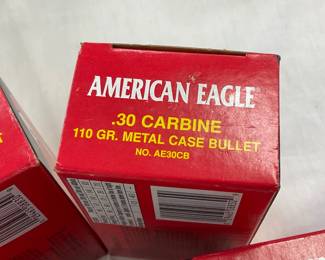 AMERICAN EAGLE
.30 CARBINE
110 GR. METAL CASE BULLET
NO. AE30CB